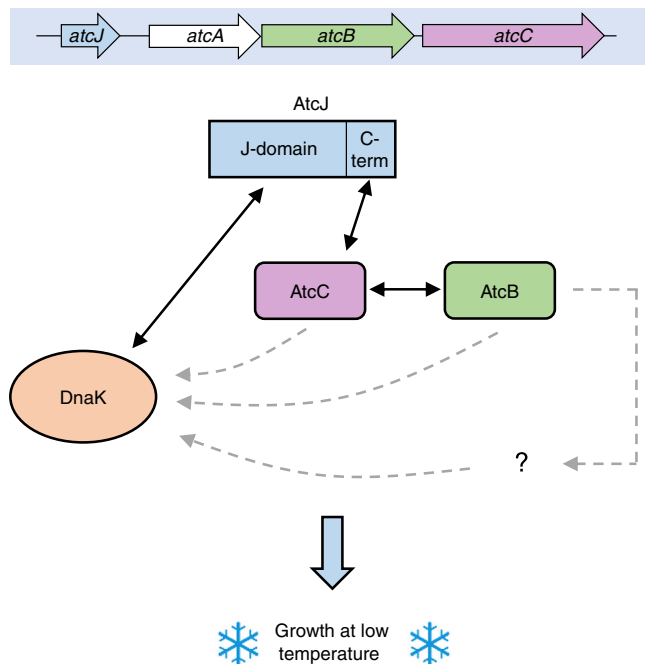 atcJ atcA atcB atcC
AtcJ
J-domain
C-
term
AtcC
AtcB
DnaK
?
Growth at low
temperature